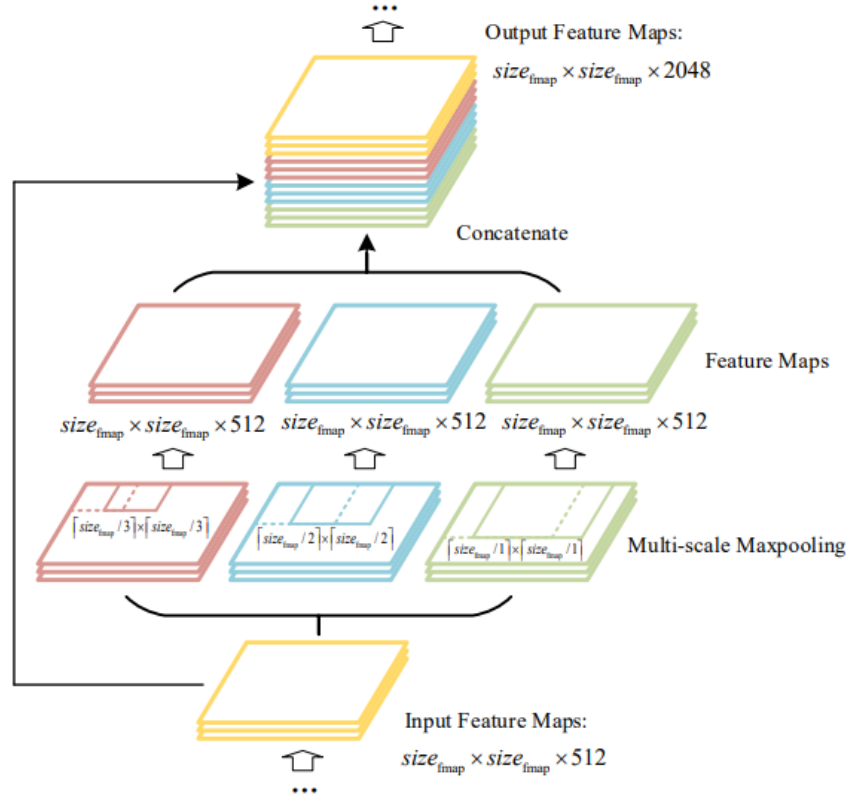 ...
Output Feature Maps:
size_fmap × size_fmap × 2048
Concatenate
Feature Maps
size_fmap × size_fmap × 512
size_fmap × size_fmap × 512
size_fmap × size_fmap × 512
⌈size_fmap / 3⌉×⌈size_fmap / 3⌉
⌈size_fmap / 2⌉×⌈size_fmap / 2⌉
⌈size_fmap / 1⌉×⌈size_fmap / 1⌉
Multi-scale Maxpooling
Input Feature Maps:
size_fmap × size_fmap × 512
...